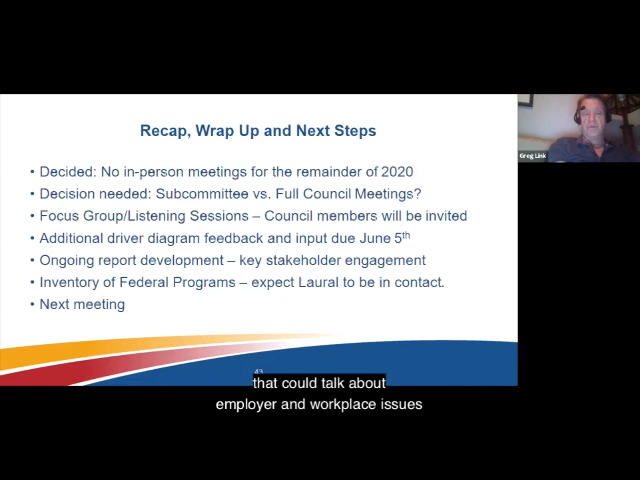 Recap, Wrap Up and Next Steps
• Decided: No in-person meetings for the remainder of 2020
• Decision needed: Subcommittee vs. Full Council Meetings?
• Focus Group/Listening Sessions – Council members will be invited
• Additional driver diagram feedback and input due June 5th
• Ongoing report development – key stakeholder engagement
• Inventory of Federal Programs – expect Laural to be in contact.
• Next meeting
Greg Link
43
that could talk about
employer and workplace issues